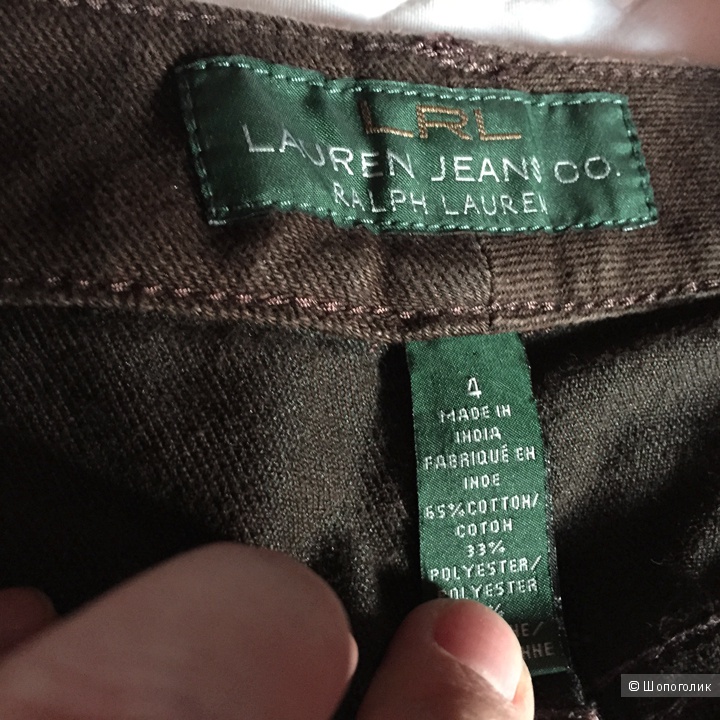 LRL
LAUREN JEANS CO.
RALPH LAUREN
4
MADE IN
INDIA
FABRIQUÉ EN
INDE
65%COTTON/
COTON
33%
POLYESTER/
POLYESTER
© Шопоголик